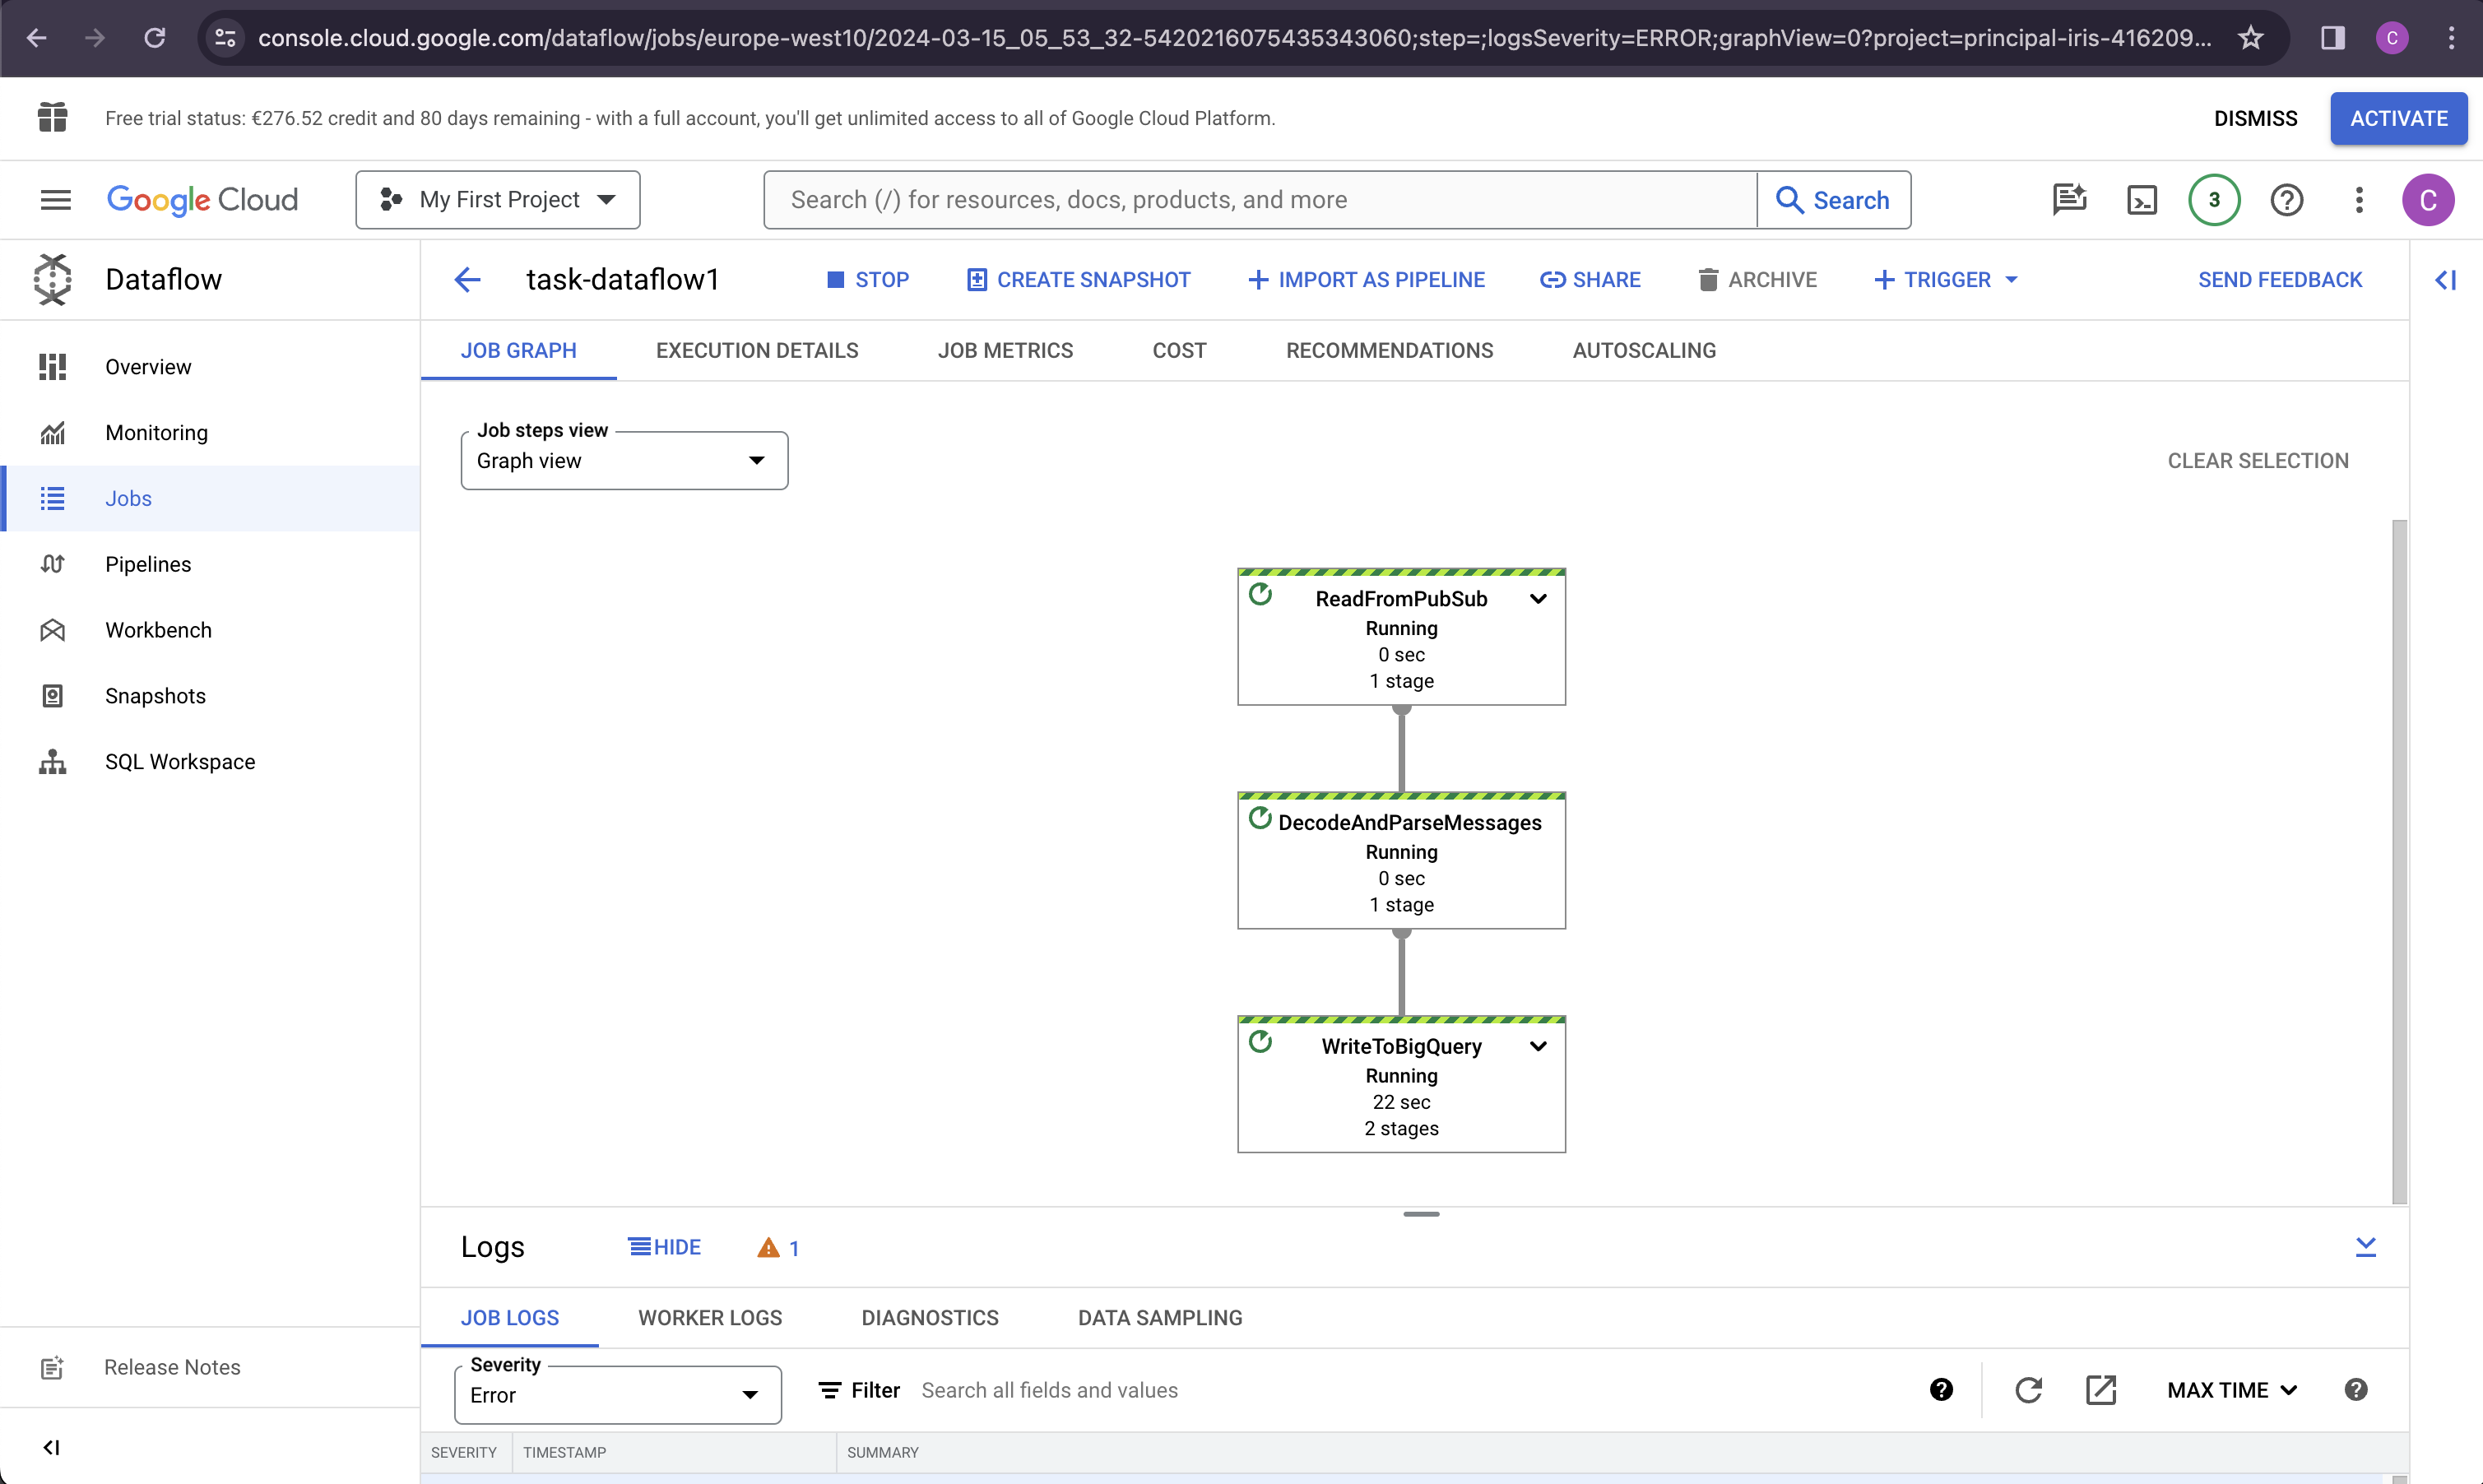 console.cloud.google.com/dataflow/jobs/europe-west10/2024-03-15_05_53_32-5420216075435343060;step=;logsSeverity=ERROR;graphView=0?project=principal-iris-416209...
C
Free trial status: €276.52 credit and 80 days remaining - with a full account, you'll get unlimited access to all of Google Cloud Platform.
DISMISS
ACTIVATE
Google Cloud
My First Project
Search (/) for resources, docs, products, and more
Search
3
C
Dataflow
task-dataflow1
STOP
CREATE SNAPSHOT
IMPORT AS PIPELINE
SHARE
ARCHIVE
TRIGGER
SEND FEEDBACK
Overview
Monitoring
Jobs
Pipelines
Workbench
Snapshots
SQL Workspace
Release Notes
JOB GRAPH
EXECUTION DETAILS
JOB METRICS
COST
RECOMMENDATIONS
AUTOSCALING
Job steps view
Graph view
CLEAR SELECTION
ReadFromPubSub
Running
0 sec
1 stage
DecodeAndParseMessages
Running
0 sec
1 stage
WriteToBigQuery
Running
22 sec
2 stages
Logs
HIDE
1
JOB LOGS
WORKER LOGS
DIAGNOSTICS
DATA SAMPLING
Severity
Error
Filter
Search all fields and values
MAX TIME
SEVERITY
TIMESTAMP
SUMMARY